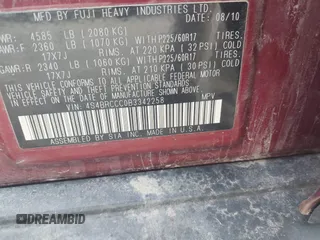 MFD BY FUJI HEAVY INDUSTRIES LTD.
DATE
08/10
GVWR: 4585 LB ( 2080 KG)
GAWR:F 2360 LB ( 1070 KG) WITH P225/60R17 TIRES,
17X7J RIMS, AT 220 KPA ( 32 PSI) COLD
GAWR:R 2340 LB ( 1060 KG) WITH P225/60R17 TIRES,
17X7J RIMS, AT 210 KPA ( 30 PSI) COLD
THIS VEHICLE CONFORMS TO ALL APPLICABLE
FEDERAL MOTOR VEHICLE SAFETY, BUMPER, AND
THEFT PREVENTION STANDARDS IN EFFECT ON
THE DATE OF MANUFACTURE SHOWN ABOVE.
VIN: 4S4BRCCC0B3342258
MPV
ASSEMBLED BY SIA INC. IN U.S.A.
DREAMBID